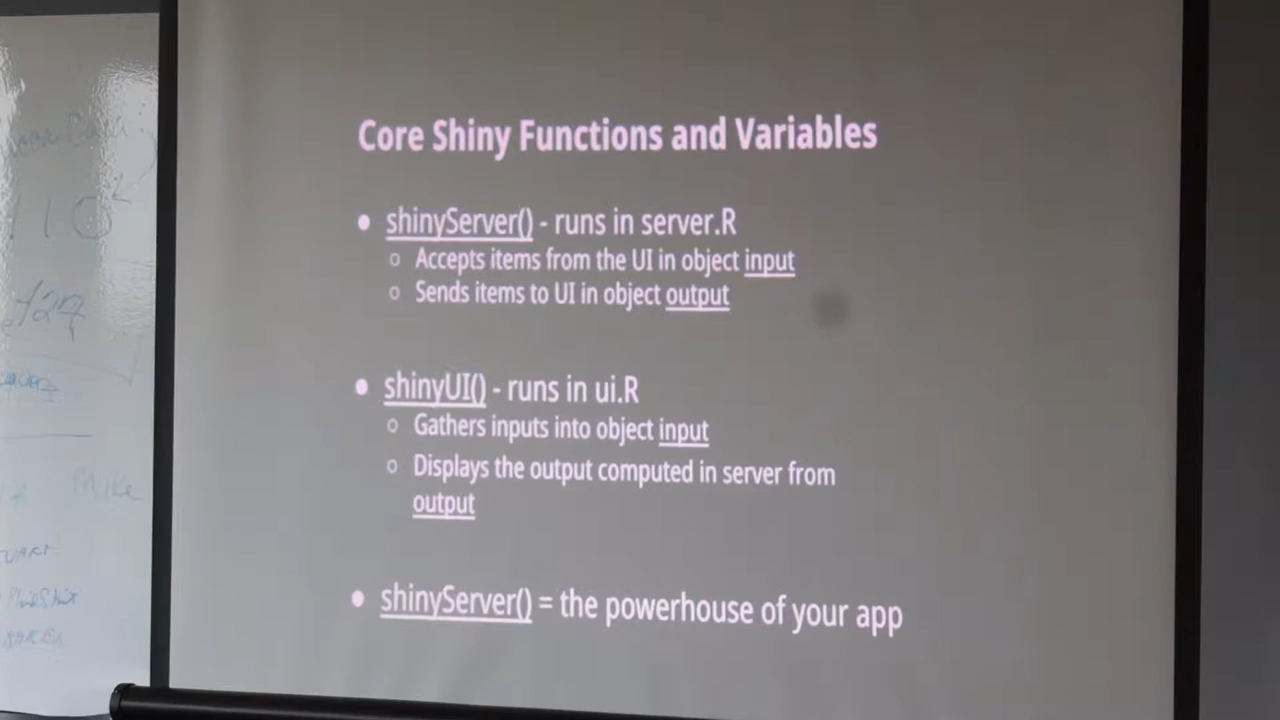 Core Shiny Functions and Variables
● shinyServer() - runs in server.R
○ Accepts items from the UI in object input
○ Sends items to UI in object output
● shinyUI() - runs in ui.R
○ Gathers inputs into object input
○ Displays the output computed in server from
output
● shinyServer() = the powerhouse of your app
Mike